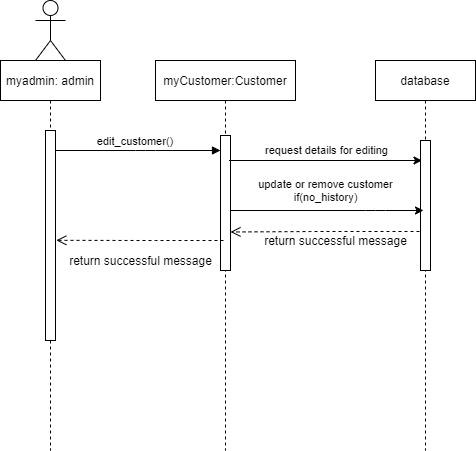 myadmin: admin
myCustomer:Customer
database
edit_customer()
request details for editing
update or remove customer
if(no_history)
return successful message
return successful message